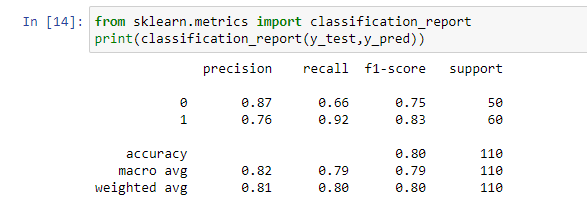 In [14]: from sklearn.metrics import classification_report
print(classification_report(y_test,y_pred))
precision recall f1-score support
0 0.87 0.66 0.75 50
1 0.76 0.92 0.83 60
accuracy 0.80 110
macro avg 0.82 0.79 0.79 110
weighted avg 0.81 0.80 0.80 110